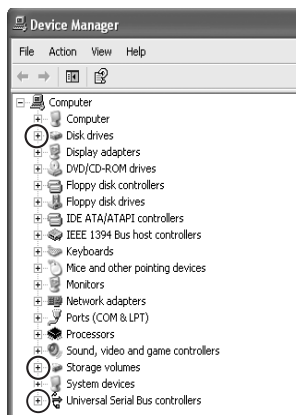 Device Manager
File Action View Help
Computer
Computer
Disk drives
Display adapters
DVD/CD-ROM drives
Floppy disk controllers
Floppy disk drives
IDE ATA/ATAPI controllers
IEEE 1394 Bus host controllers
Keyboards
Mice and other pointing devices
Monitors
Network adapters
Ports (COM & LPT)
Processors
Sound, video and game controllers
Storage volumes
System devices
Universal Serial Bus controllers